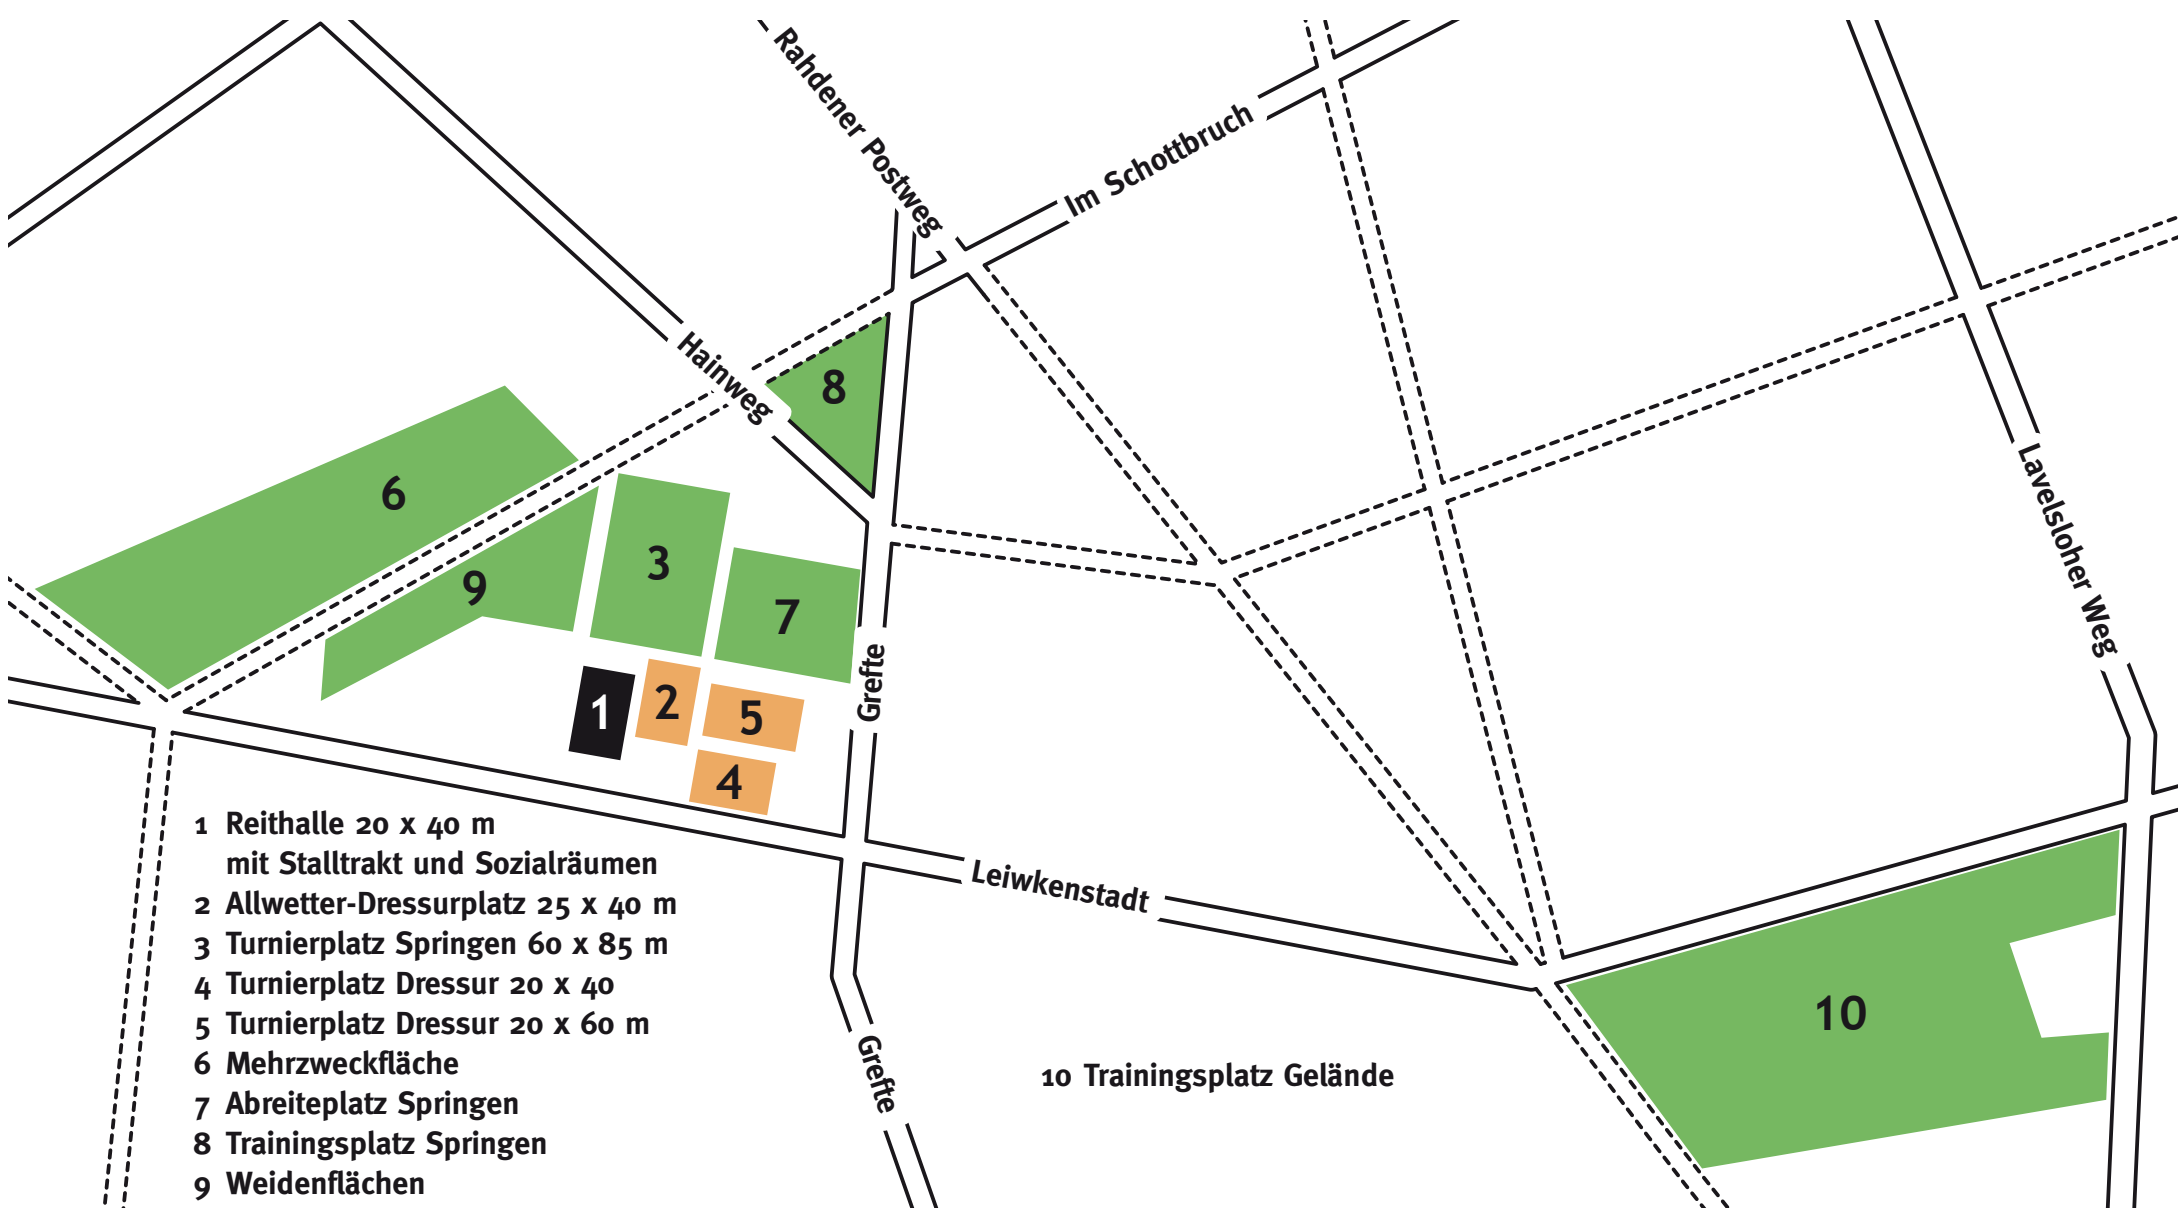 Rahdener Postweg
Im Schottbruch
Hainweg
8
6
3
9
7
Lavelsloher Weg
Grefte
1
2
5
4
Leiwkenstadt
10
Grefte
1 Reithalle 20 x 40 m
mit Stalltrakt und Sozialräumen
2 Allwetter-Dressurplatz 25 x 40 m
3 Turnierplatz Springen 60 x 85 m
4 Turnierplatz Dressur 20 x 40
5 Turnierplatz Dressur 20 x 60 m
6 Mehrzweckfläche
7 Abreiteplatz Springen
8 Trainingsplatz Springen
9 Weidenflächen
10 Trainingsplatz Gelände